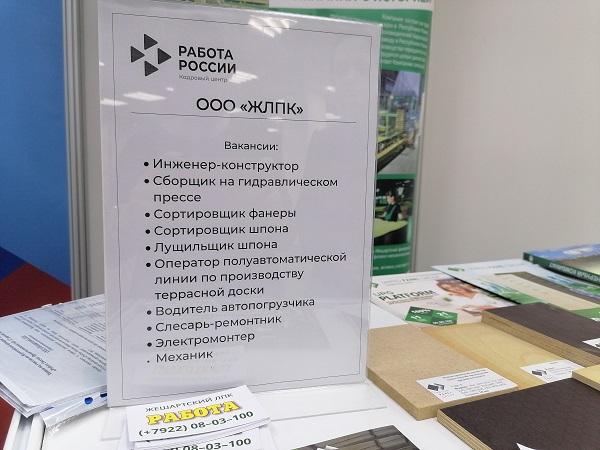 РАБОТА
РОССИИ
Кадровый центр
ООО «ЖЛПК»
Вакансии:
• Инженер-конструктор
• Сборщик на гидравлическом
прессе
• Сортировщик фанеры
• Сортировщик шпона
• Лущильщик шпона
• Оператор полуавтоматической
линии по производству
террасной доски
• Водитель автопогрузчика
• Слесарь-ремонтник
• Электромонтер
• Механик
ЖЕШАРТСКИЙ ЛПК
РАБОТА
(+7922) 08-03-100
08-03-100
UPG
PLATFORM